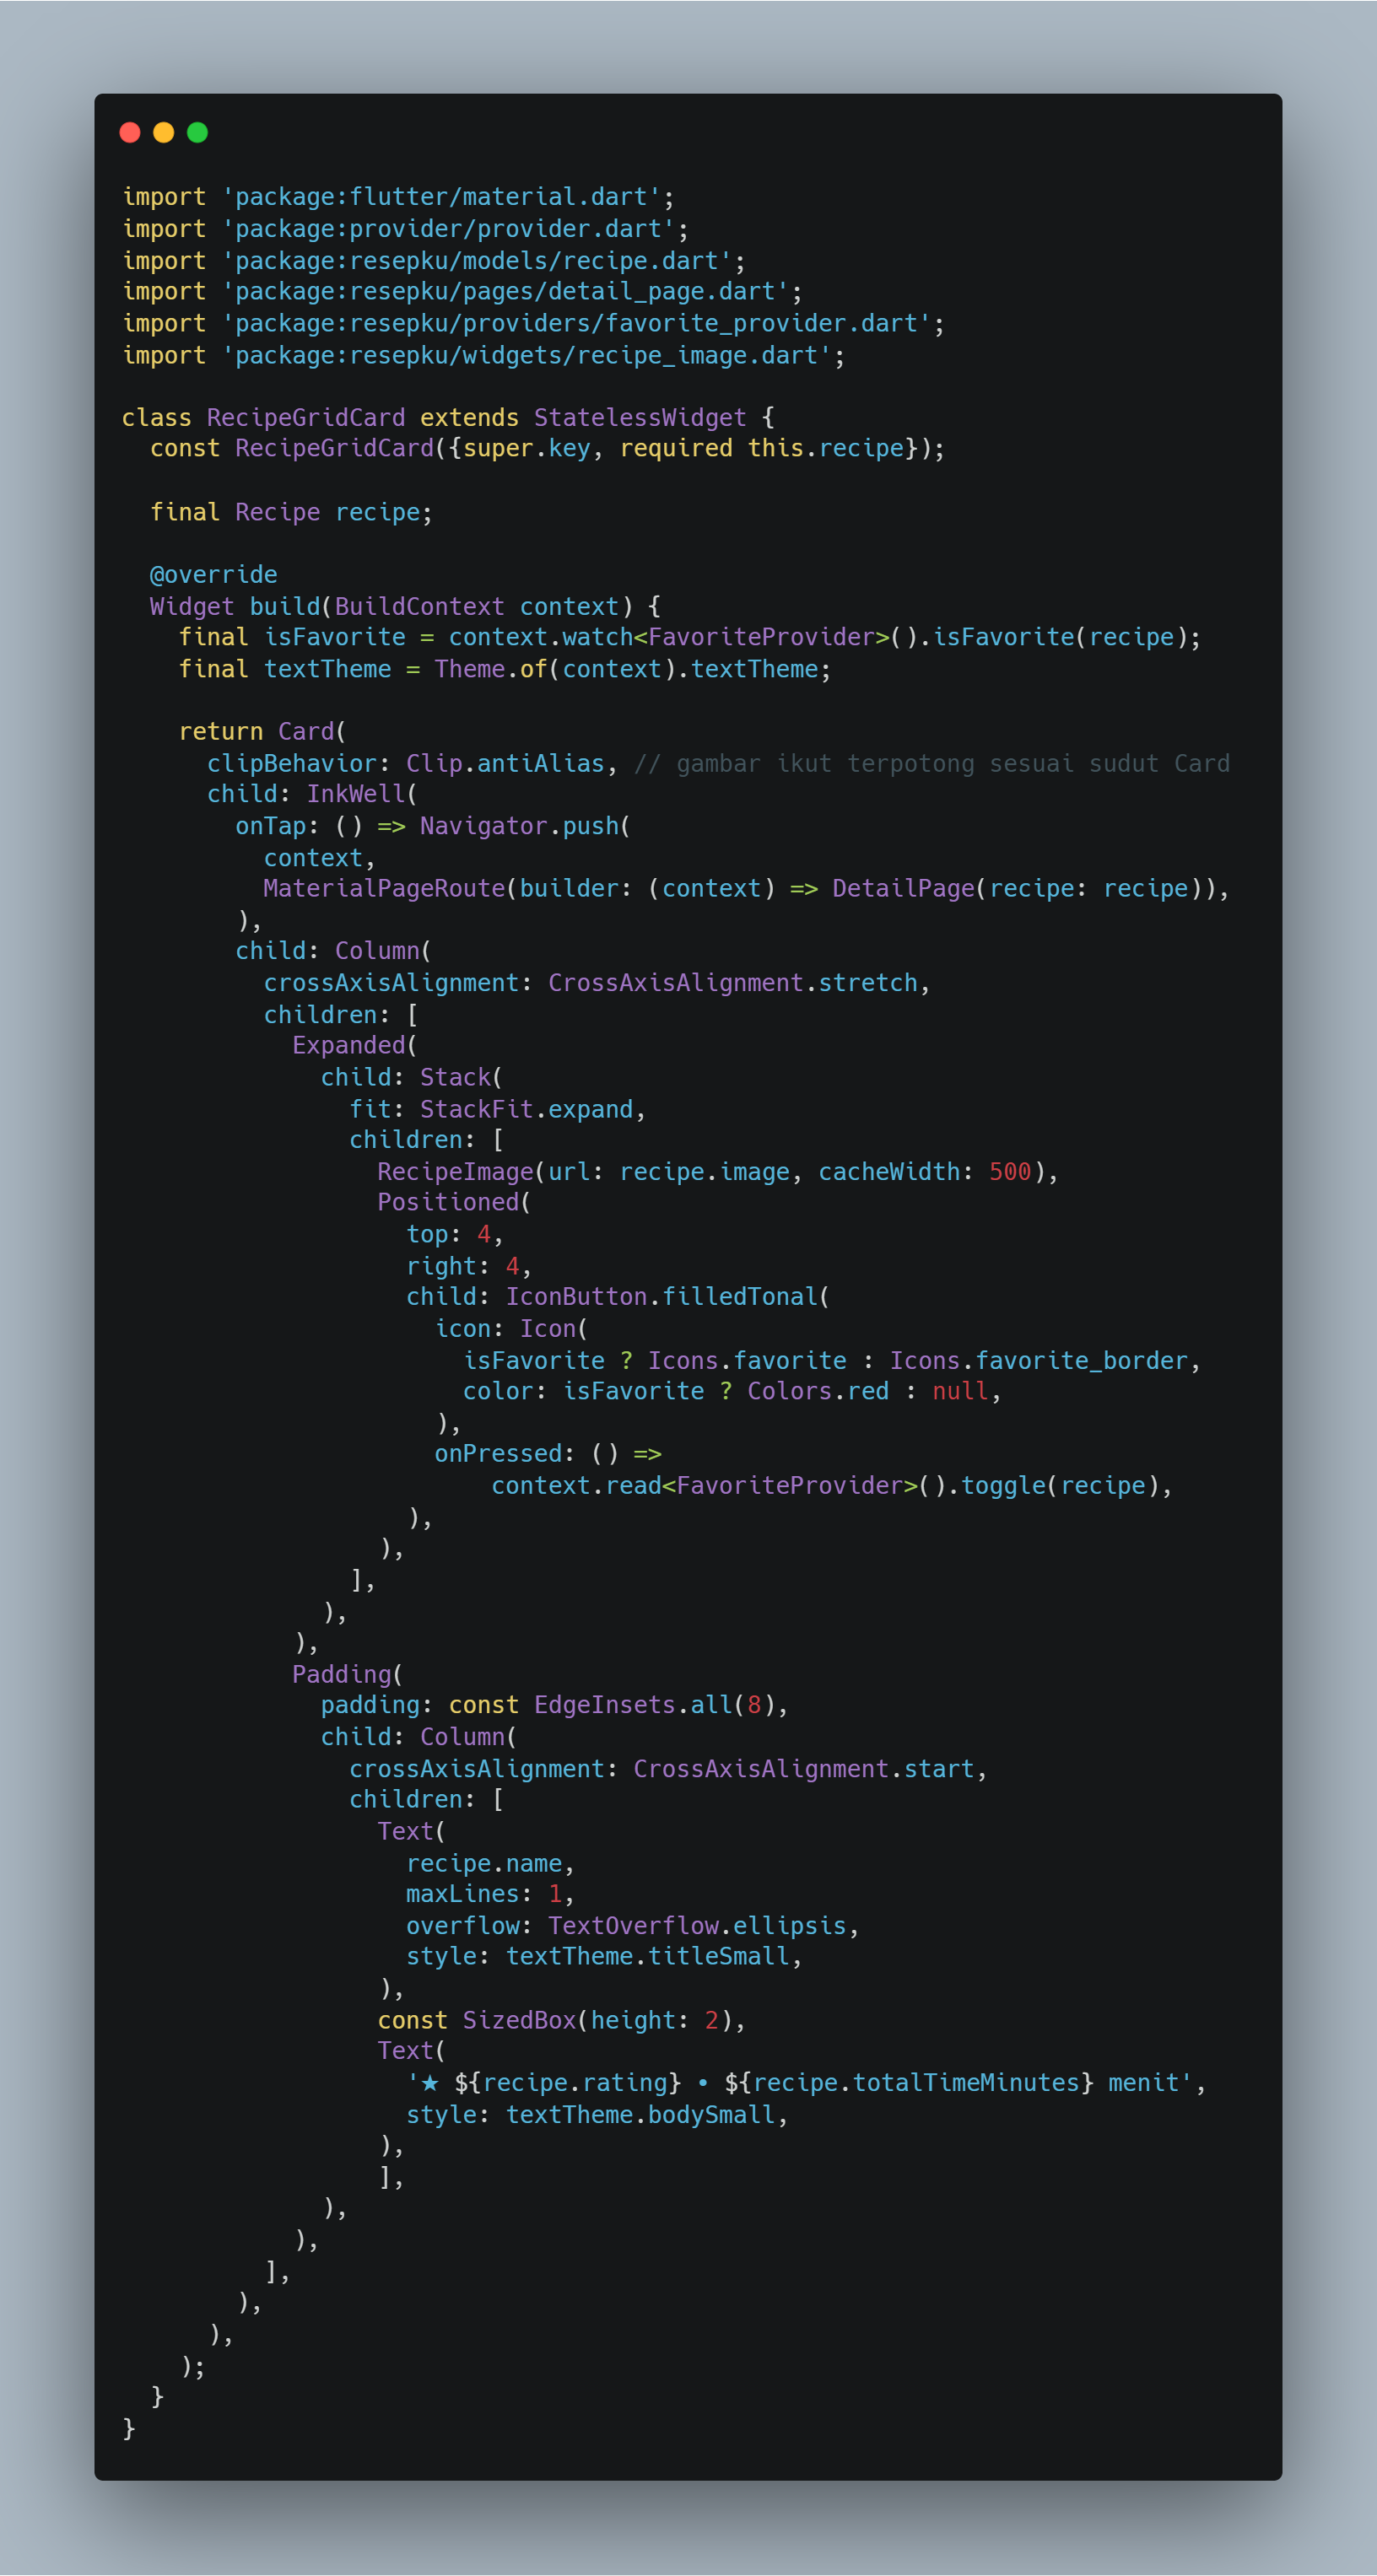 import 'package:flutter/material.dart';
import 'package:provider/provider.dart';
import 'package:resepku/models/recipe.dart';
import 'package:resepku/pages/detail_page.dart';
import 'package:resepku/providers/favorite_provider.dart';
import 'package:resepku/widgets/recipe_image.dart';

class RecipeGridCard extends StatelessWidget {
  const RecipeGridCard({super.key, required this.recipe});

  final Recipe recipe;

  @override
  Widget build(BuildContext context) {
    final isFavorite = context.watch<FavoriteProvider>().isFavorite(recipe);
    final textTheme = Theme.of(context).textTheme;

    return Card(
      clipBehavior: Clip.antiAlias, // gambar ikut terpotong sesuai sudut Card
      child: InkWell(
        onTap: () => Navigator.push(
          context,
          MaterialPageRoute(builder: (context) => DetailPage(recipe: recipe)),
        ),
        child: Column(
          crossAxisAlignment: CrossAxisAlignment.stretch,
          children: [
            Expanded(
              child: Stack(
                fit: StackFit.expand,
                children: [
                  RecipeImage(url: recipe.image, cacheWidth: 500),
                  Positioned(
                    top: 4,
                    right: 4,
                    child: IconButton.filledTonal(
                      icon: Icon(
                        isFavorite ? Icons.favorite : Icons.favorite_border,
                        color: isFavorite ? Colors.red : null,
                      ),
                      onPressed: () =>
                          context.read<FavoriteProvider>().toggle(recipe),
                    ),
                  ),
                ],
              ),
            ),
            Padding(
              padding: const EdgeInsets.all(8),
              child: Column(
                crossAxisAlignment: CrossAxisAlignment.start,
                children: [
                  Text(
                    recipe.name,
                    maxLines: 1,
                    overflow: TextOverflow.ellipsis,
                    style: textTheme.titleSmall,
                  ),
                  const SizedBox(height: 2),
                  Text(
                    '★ ${recipe.rating} • ${recipe.totalTimeMinutes} menit',
                    style: textTheme.bodySmall,
                  ),
                  ],
              ),
            ),
          ],
        ),
      ),
    );
  }
}